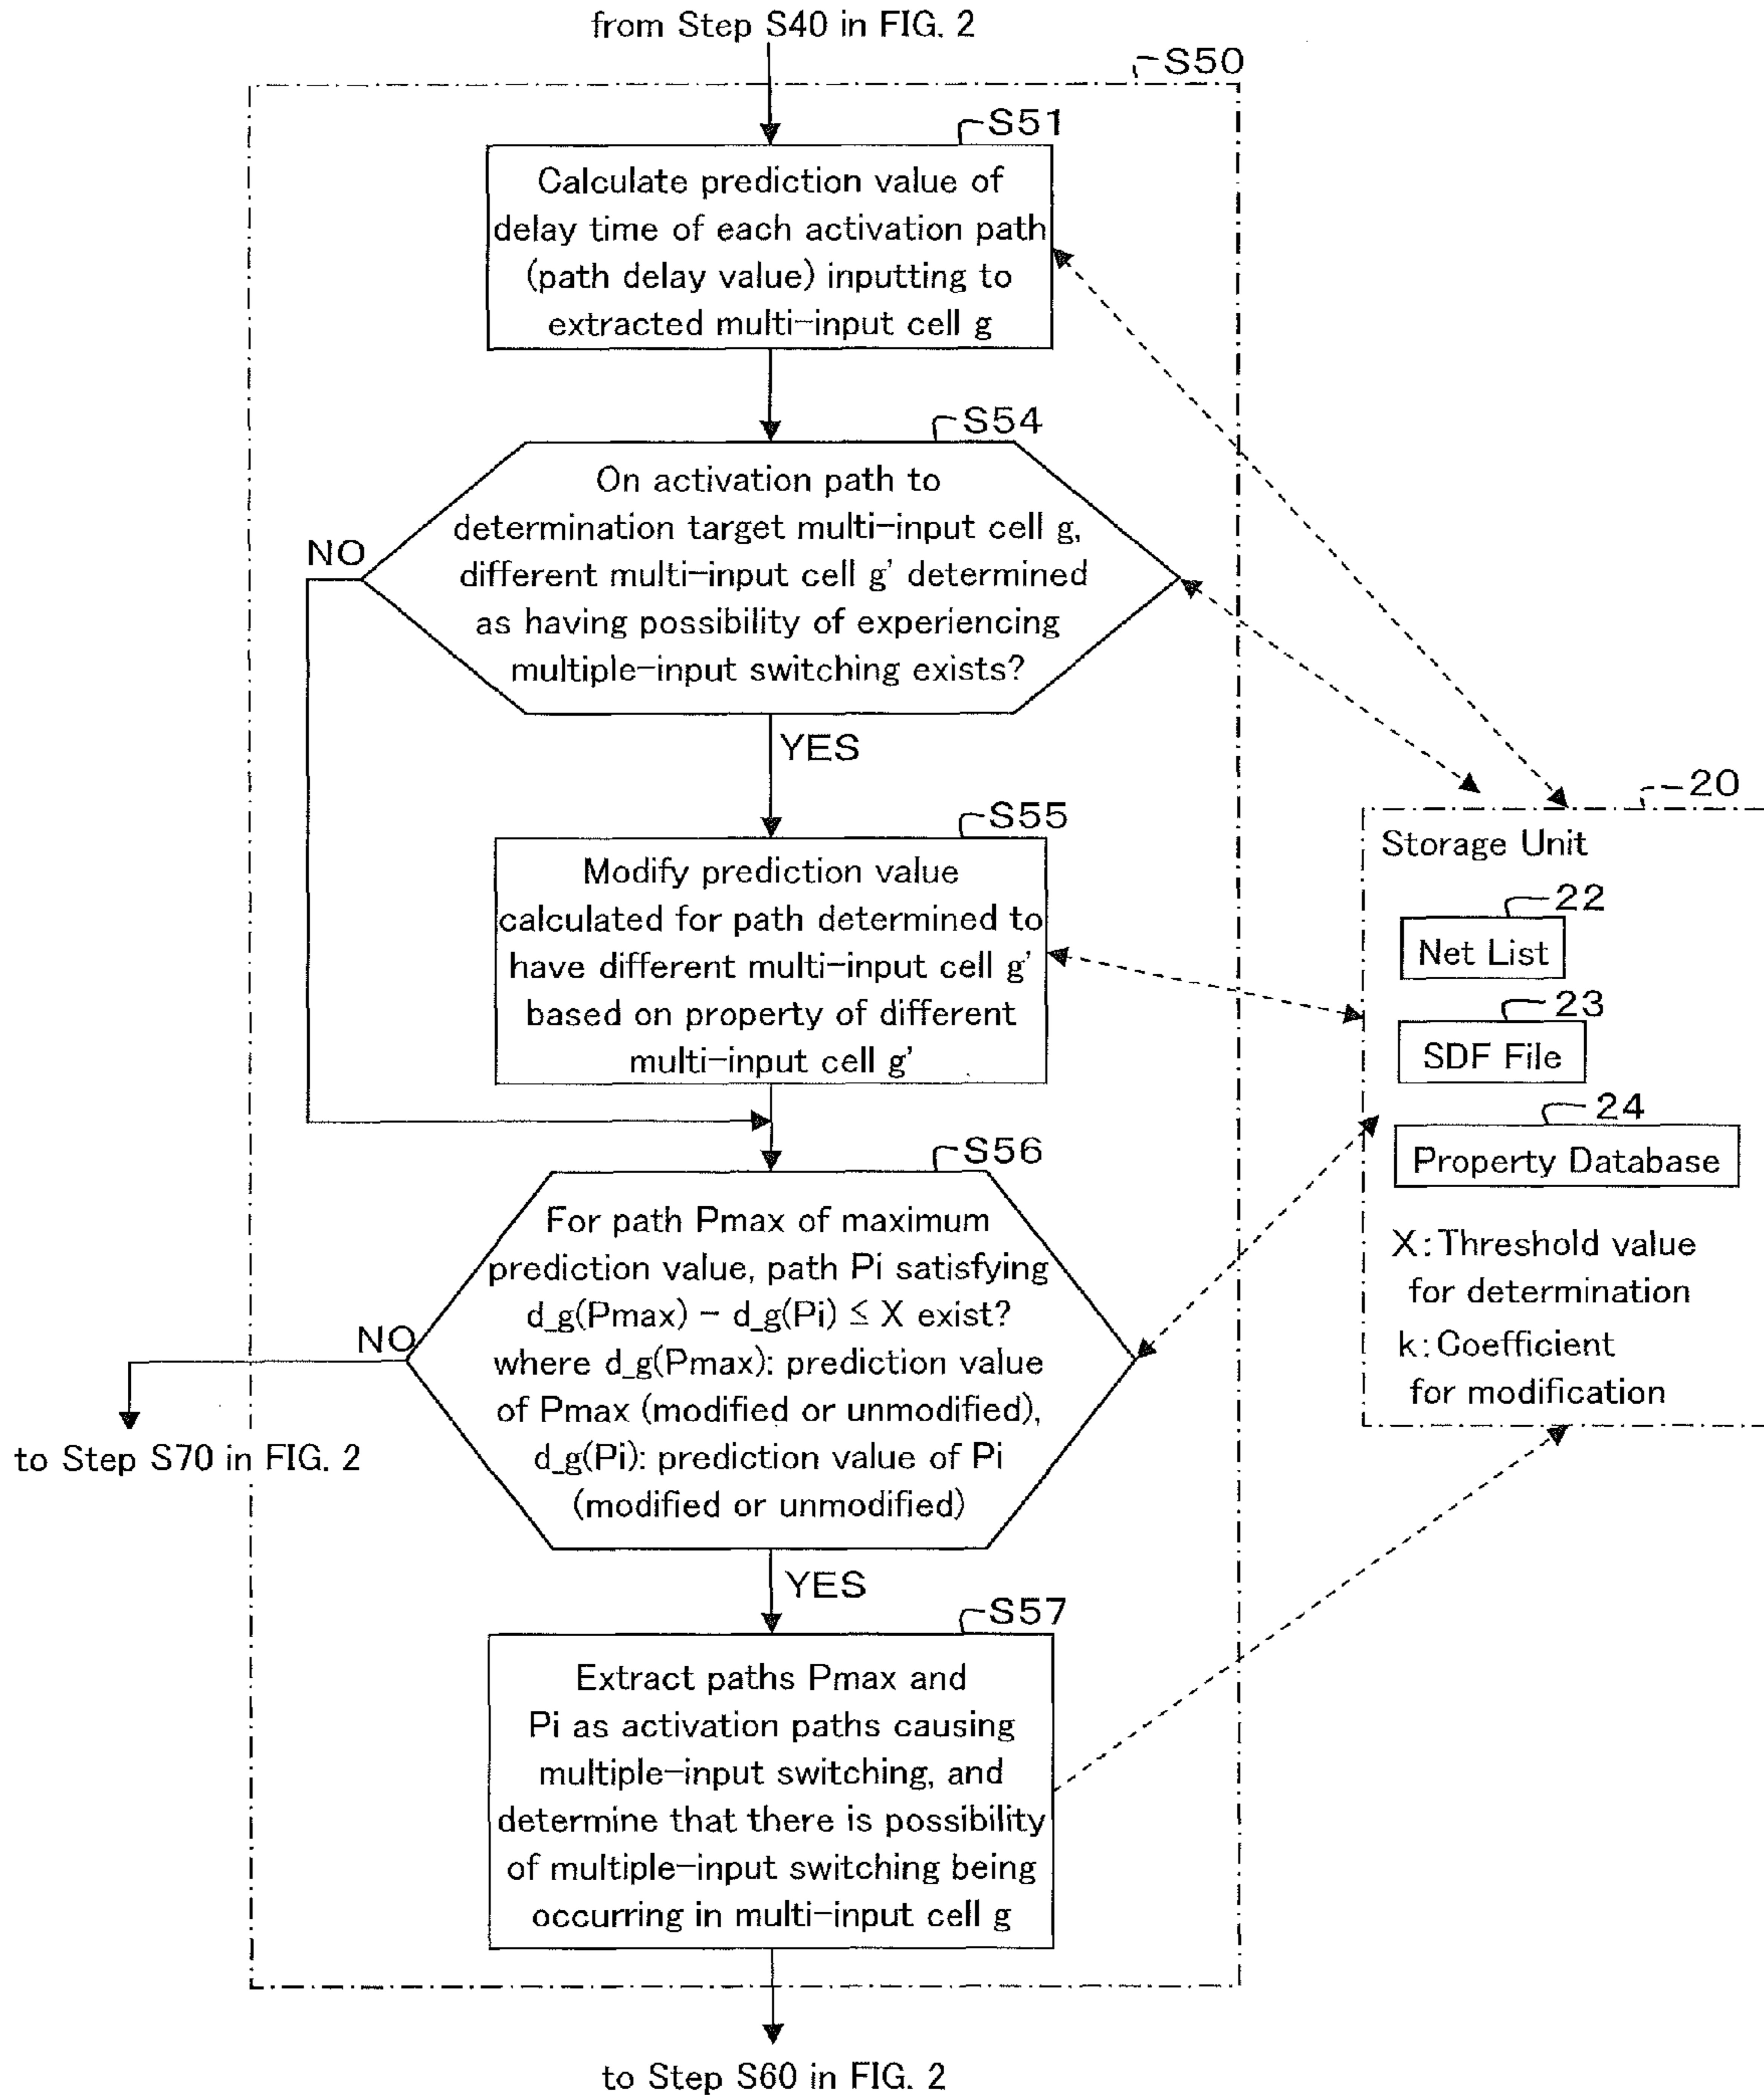 from Step S40 in FIG. 2
S50
S51
Calculate prediction value of
delay time of each activation path
(path delay value) inputting to
extracted multi-input cell g
S54
On activation path to
determination target multi-input cell g,
different multi-input cell g' determined
as having possibility of experiencing
multiple-input switching exists?
NO
YES
S55
Modify prediction value
calculated for path determined to
have different multi-input cell g'
based on property of different
multi-input cell g'
S56
For path Pmax of maximum
prediction value, path Pi satisfying
d_g(Pmax) − d_g(Pi) ≤ X exist?
where d_g(Pmax): prediction value
of Pmax (modified or unmodified),
d_g(Pi): prediction value of Pi
(modified or unmodified)
NO
to Step S70 in FIG. 2
YES
S57
Extract paths Pmax and
Pi as activation paths causing
multiple-input switching, and
determine that there is possibility
of multiple-input switching being
occurring in multi-input cell g
to Step S60 in FIG. 2
20
Storage Unit
22
Net List
23
SDF File
24
Property Database
X: Threshold value
for determination
k: Coefficient
for modification